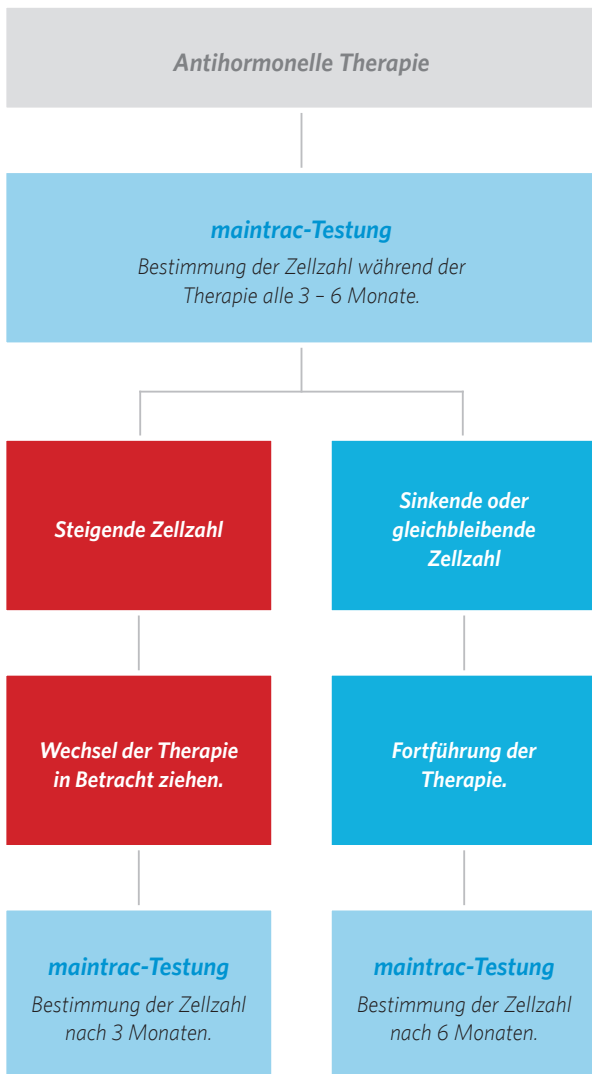 Antihormonelle Therapie
maintrac-Testung
Bestimmung der Zellzahl während der
Therapie alle 3 – 6 Monate.
Steigende Zellzahl
Sinkende oder
gleichbleibende
Zellzahl
Wechsel der Therapie
in Betracht ziehen.
Fortführung der
Therapie.
maintrac-Testung
Bestimmung der Zellzahl
nach 3 Monaten.
maintrac-Testung
Bestimmung der Zellzahl
nach 6 Monaten.